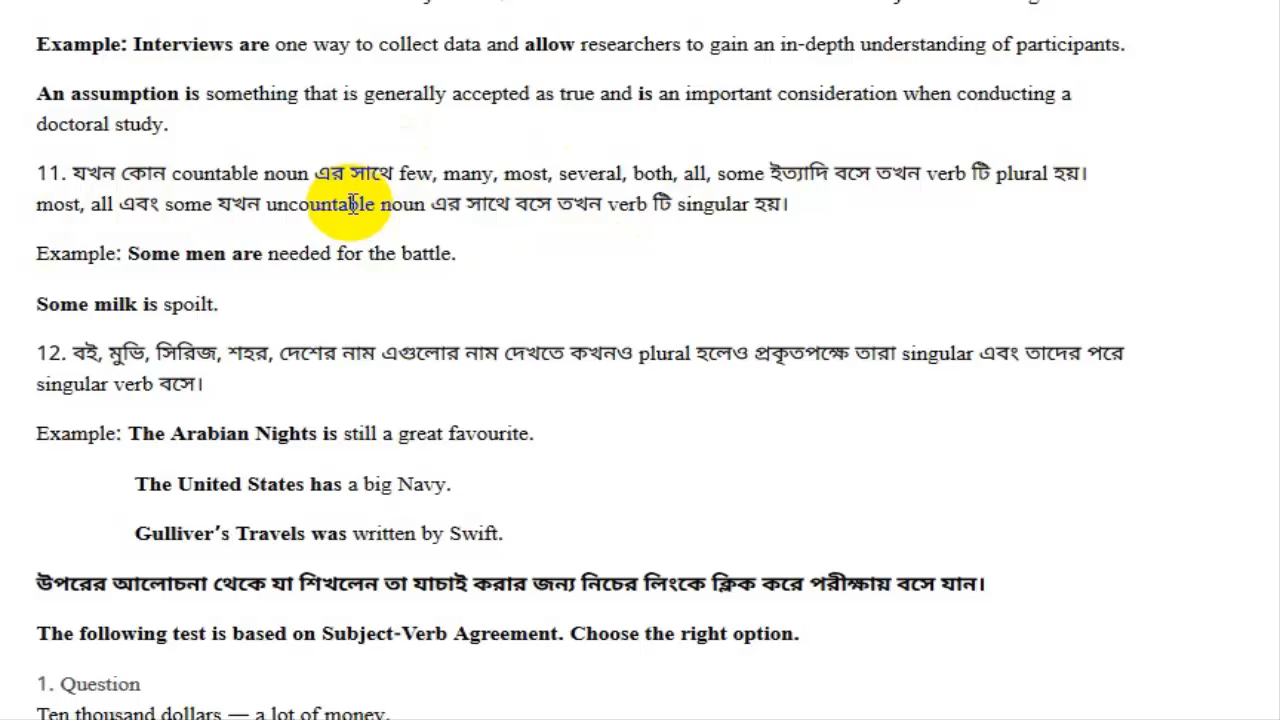 Example: Interviews are one way to collect data and allow researchers to gain an in-depth understanding of participants.
An assumption is something that is generally accepted as true and is an important consideration when conducting a
doctoral study.
11. যখন কোন countable noun এর সাথে few, many, most, several, both, all, some ইত্যাদি বসে তখন verb টি plural হয়।
most, all এবং some যখন uncountable noun এর সাথে বসে তখন verb টি singular হয়।
Example: Some men are needed for the battle.
Some milk is spoilt.
12. বই, মুভি, সিরিজ, শহর, দেশের নাম এগুলোর নাম দেখতে কখনও plural হলেও প্রকৃতপক্ষে তারা singular এবং তাদের পরে
singular verb বসে।
Example: The Arabian Nights is still a great favourite.
The United States has a big Navy.
Gulliver's Travels was written by Swift.
উপরের আলোচনা থেকে যা শিখলেন তা যাচাই করার জন্য নিচের লিংকে ক্লিক করে পরীক্ষায় বসে যান।
The following test is based on Subject-Verb Agreement. Choose the right option.
1. Question
Ten thousand dollars — a lot of money.